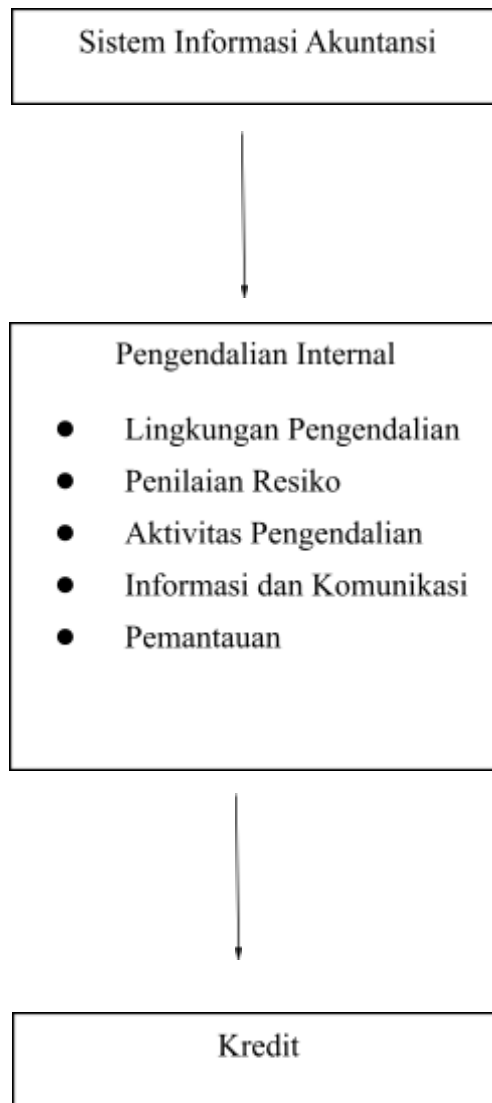 Sistem Informasi Akuntansi
Pengendalian Internal
● Lingkungan Pengendalian
● Penilaian Resiko
● Aktivitas Pengendalian
● Informasi dan Komunikasi
● Pemantauan
Kredit